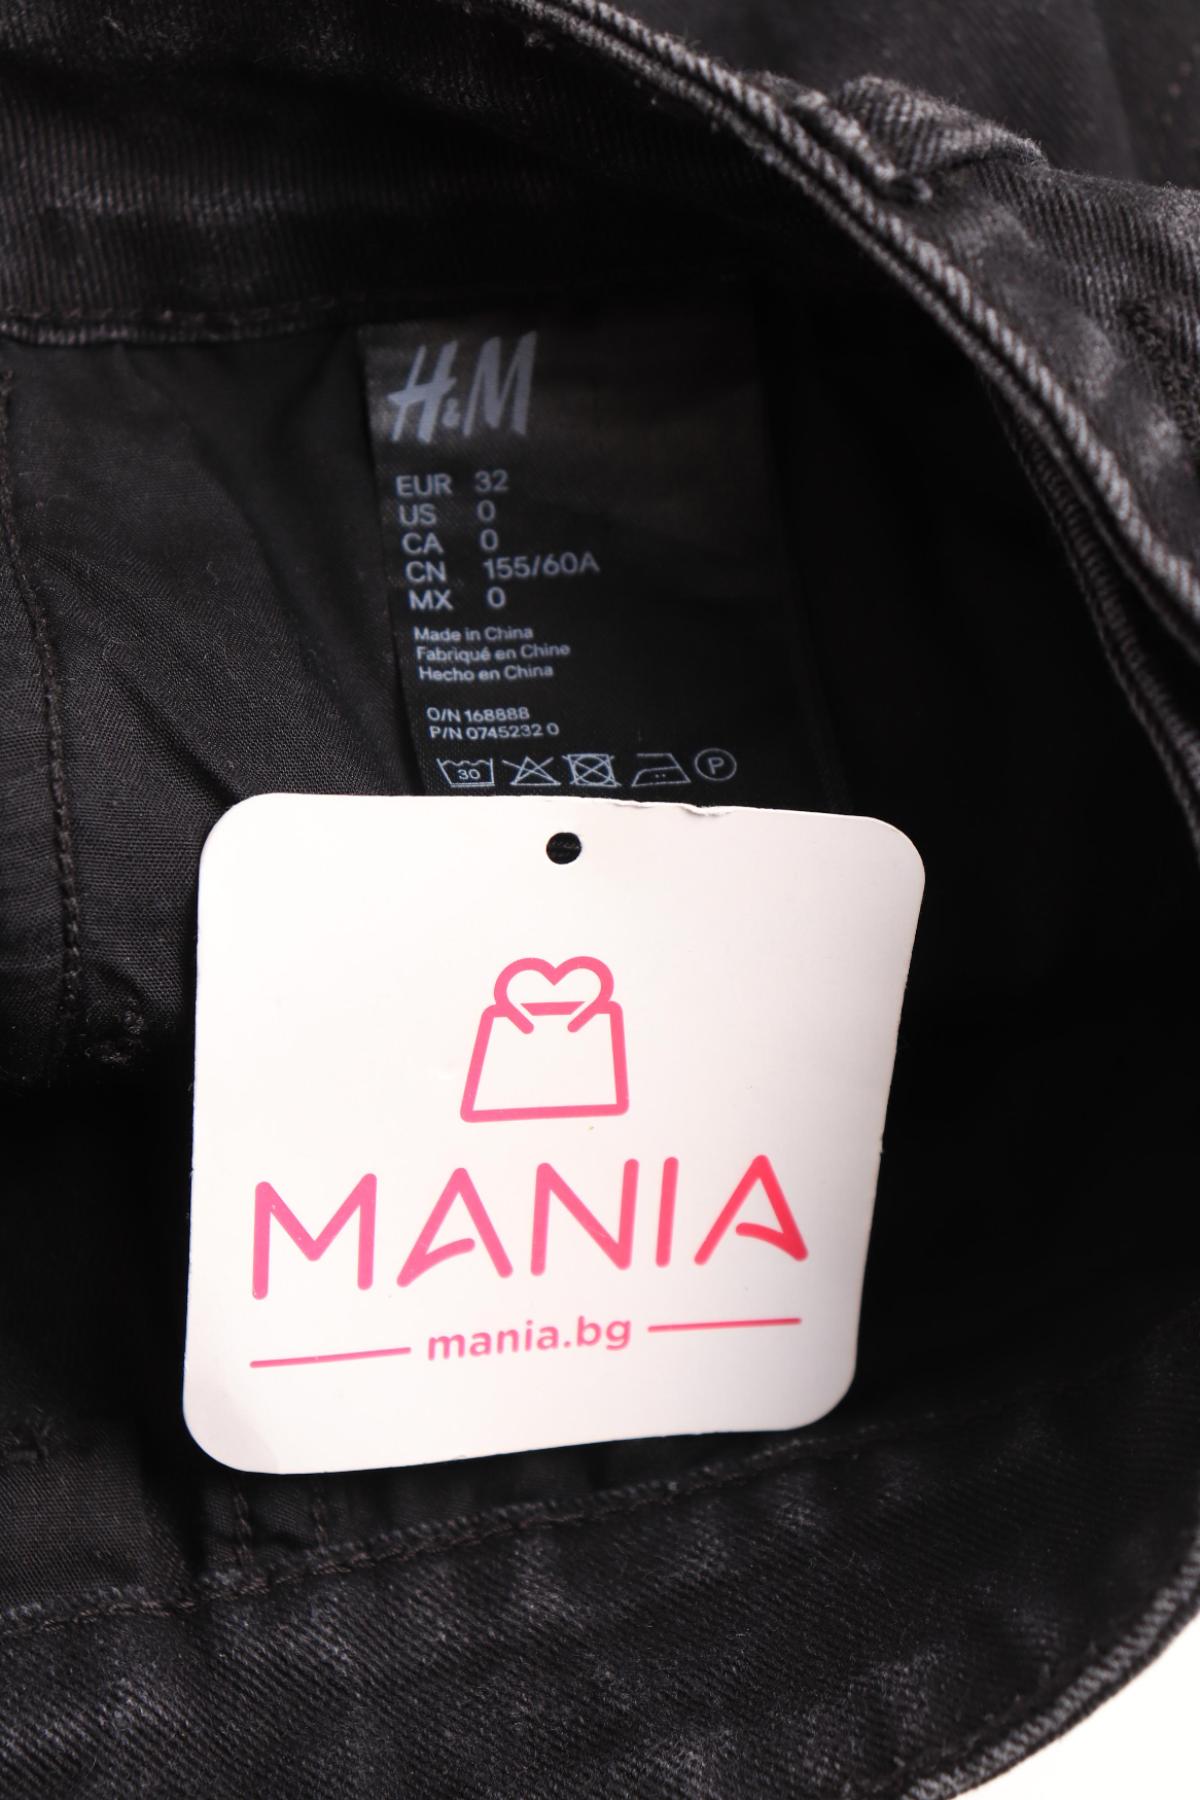 H&M
EUR 32
US 0
CA 0
CN 155/60A
MX 0
Made in China
Fabriqué en Chine
Hecho en China
O/N 168888
P/N 0745232 0
30
P
MANIA
mania.bg